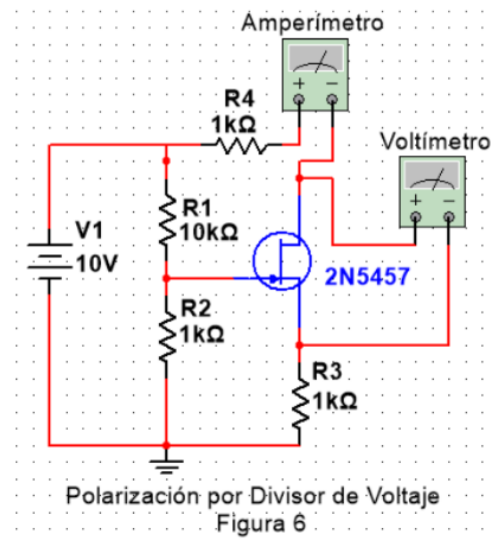 Amperímetro
+ −
R4
1kΩ
Voltímetro
+ −
R1
10kΩ
V1
10V
2N5457
R2
1kΩ
R3
1kΩ
Polarización por Divisor de Voltaje
Figura 6